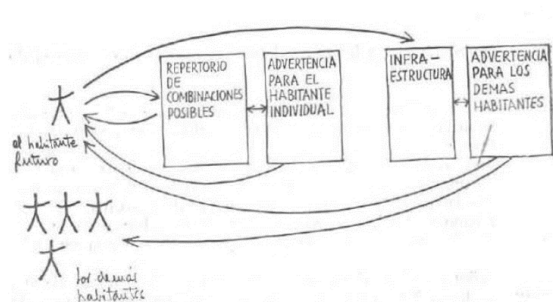 REPERTORIO
DE
COMBINACIONES
POSIBLES
ADVERTENCIA
PARA EL
HABITANTE
INDIVIDUAL
INFRA-
ESTRUCTURA
ADVERTENCIA
PARA LOS
DEMAS
HABITANTES
el habitante
futuro
los demás
habitantes